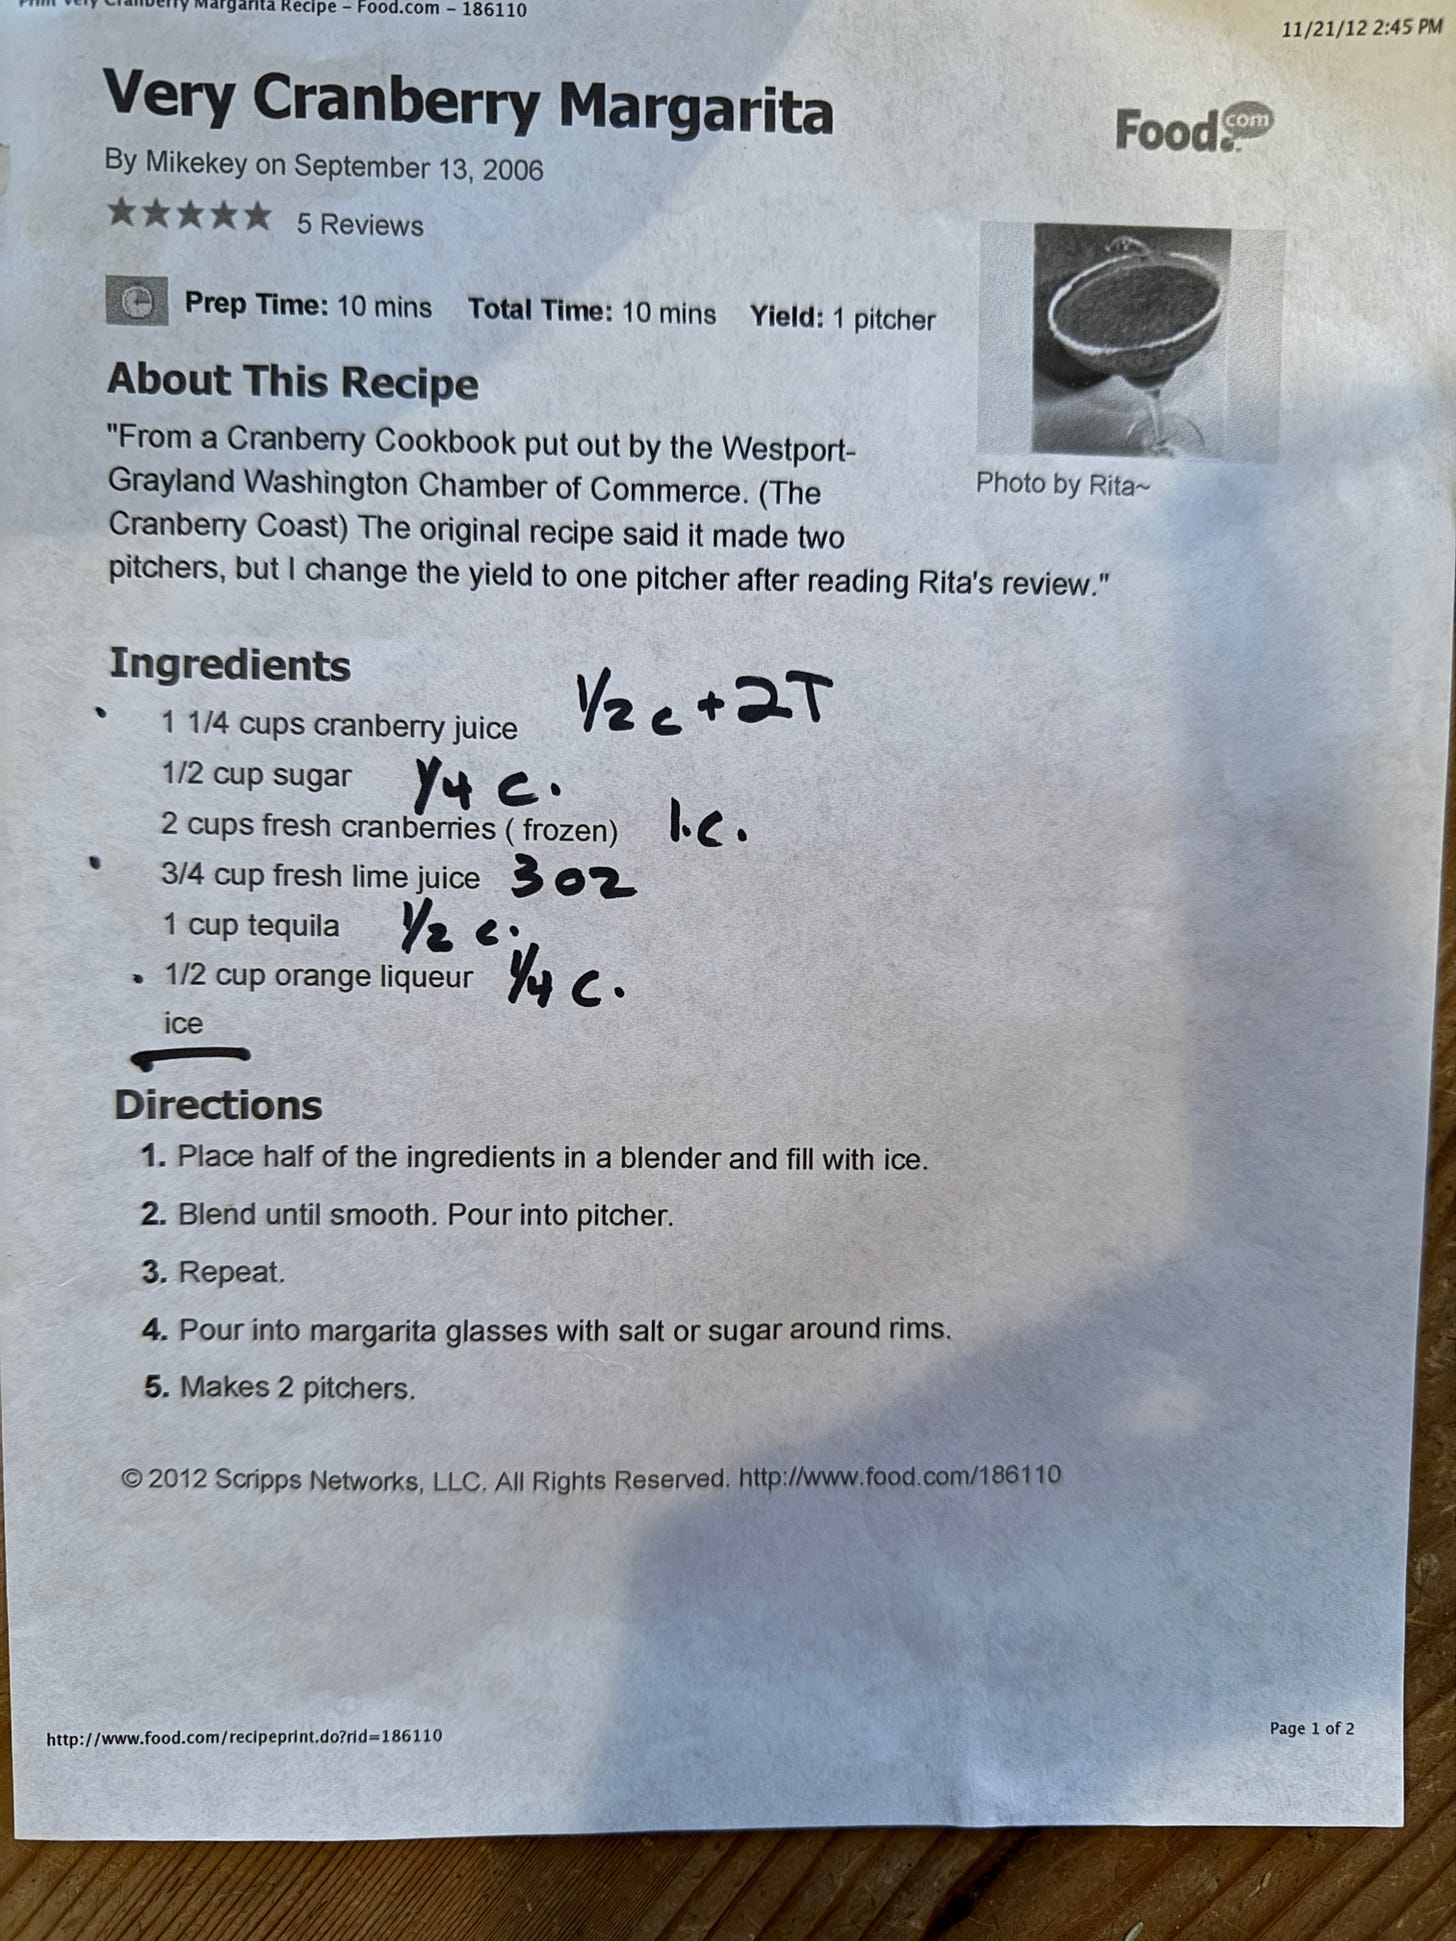 Print Very Cranberry Margarita Recipe – Food.com – 186110
11/21/12 2:45 PM
Very Cranberry Margarita
Food.com
By Mikekey on September 13, 2006
5 Reviews
Prep Time: 10 mins Total Time: 10 mins Yield: 1 pitcher
About This Recipe
"From a Cranberry Cookbook put out by the Westport-
Grayland Washington Chamber of Commerce. (The
Cranberry Coast) The original recipe said it made two
pitchers, but I change the yield to one pitcher after reading Rita's review."
Photo by Rita~
Ingredients
1 1/4 cups cranberry juice 1/2 c + 2T
1/2 cup sugar 1/4 c.
2 cups fresh cranberries ( frozen) 1.c.
3/4 cup fresh lime juice 3 oz
1 cup tequila 1/2 c.
1/2 cup orange liqueur 1/4 c.
ice
Directions
1. Place half of the ingredients in a blender and fill with ice.
2. Blend until smooth. Pour into pitcher.
3. Repeat.
4. Pour into margarita glasses with salt or sugar around rims.
5. Makes 2 pitchers.
© 2012 Scripps Networks, LLC. All Rights Reserved. http://www.food.com/186110
http://www.food.com/recipeprint.do?rid=186110
Page 1 of 2